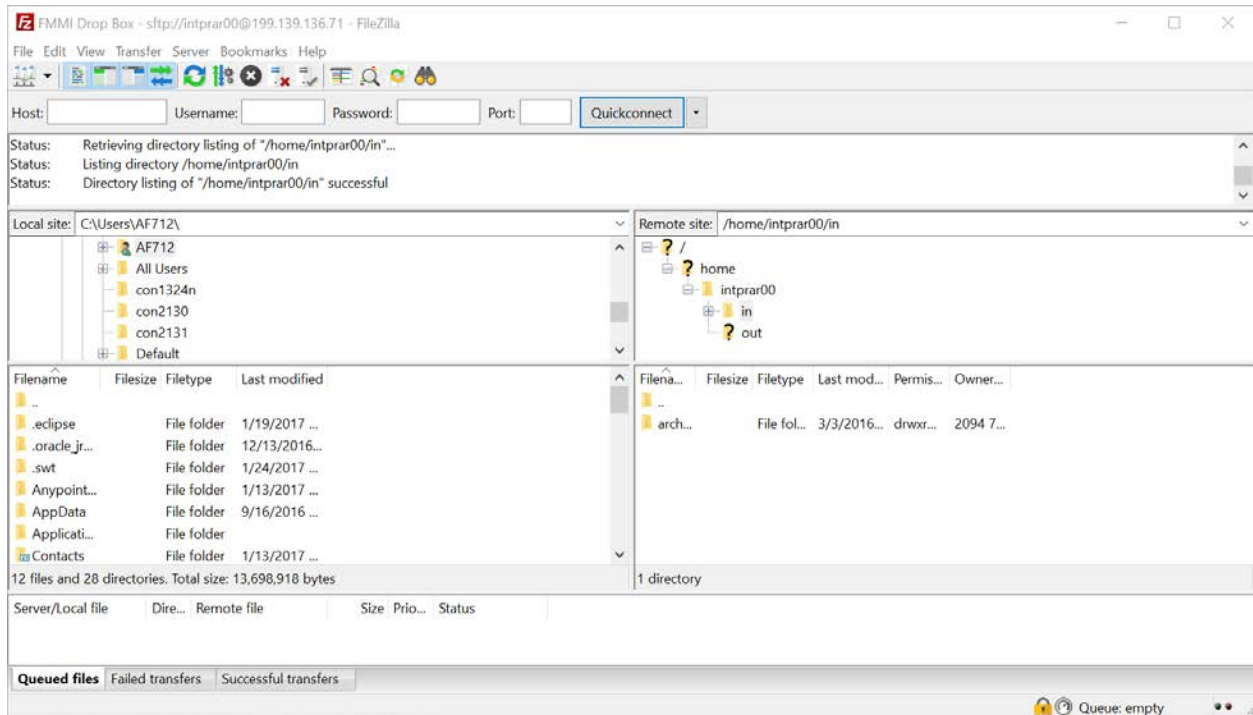 FMMI Drop Box - sftp://intprar00@199.139.136.71 - FileZilla
File Edit View Transfer Server Bookmarks Help
Host: Username: Password: Port: Quickconnect
Status: Retrieving directory listing of "/home/intprar00/in"...
Status: Listing directory /home/intprar00/in
Status: Directory listing of "/home/intprar00/in" successful
Local site: C:\Users\AF712\
AF712
All Users
con1324n
con2130
con2131
Default
Remote site: /home/intprar00/in
/
home
intprar00
in
out
Filename Filesize Filetype Last modified
..
.eclipse File folder 1/19/2017 ...
.oracle_jr... File folder 12/13/2016...
.swt File folder 1/24/2017 ...
Anypoint... File folder 1/13/2017 ...
AppData File folder 9/16/2016 ...
Applicati... File folder
Contacts File folder 1/13/2017 ...
12 files and 28 directories. Total size: 13,698,918 bytes
Filena... Filesize Filetype Last mod... Permis... Owner...
..
arch... File fol... 3/3/2016... drwxr... 2094 7...
1 directory
Server/Local file Dire... Remote file Size Prio... Status
Queued files Failed transfers Successful transfers
Queue: empty